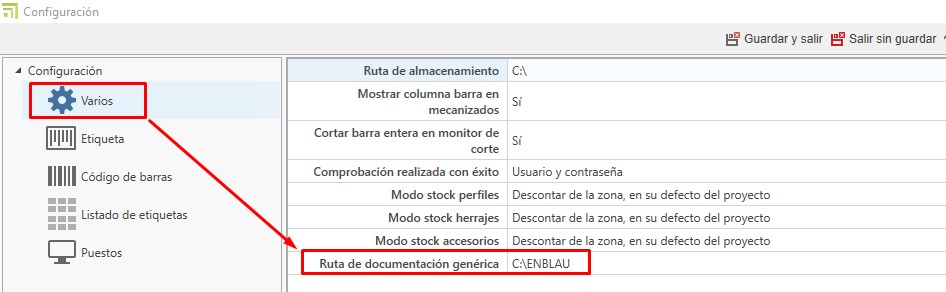 Configuración
Guardar y salir
Salir sin guardar
Configuración
Varios
Etiqueta
Código de barras
Listado de etiquetas
Puestos
Ruta de almacenamiento C:\
Mostrar columna barra en
mecanizados Sí
Cortar barra entera en monitor de
corte Sí
Comprobación realizada con éxito Usuario y contraseña
Modo stock perfiles Descontar de la zona, en su defecto del proyecto
Modo stock herrajes Descontar de la zona, en su defecto del proyecto
Modo stock accesorios Descontar de la zona, en su defecto del proyecto
Ruta de documentación genérica C:\ENBLAU